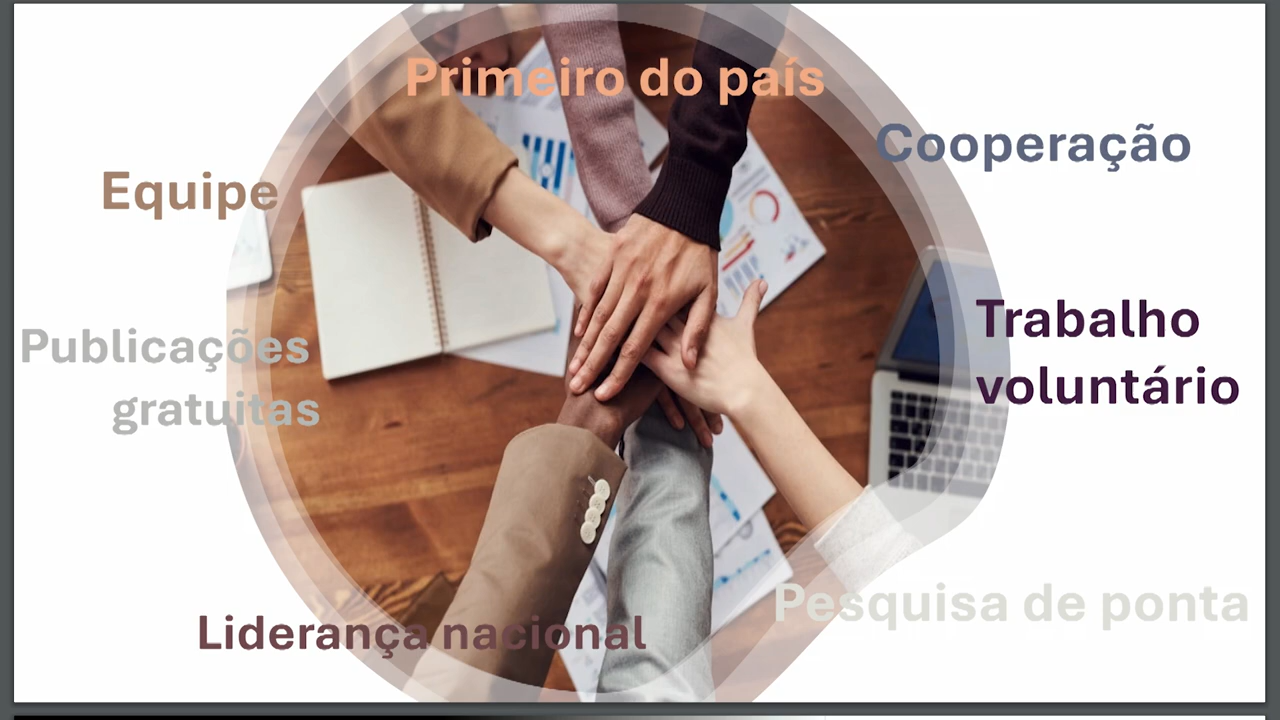 Primeiro do país
Cooperação
Equipe
Trabalho
voluntário
Publicações
gratuitas
Pesquisa de ponta
Liderança nacional